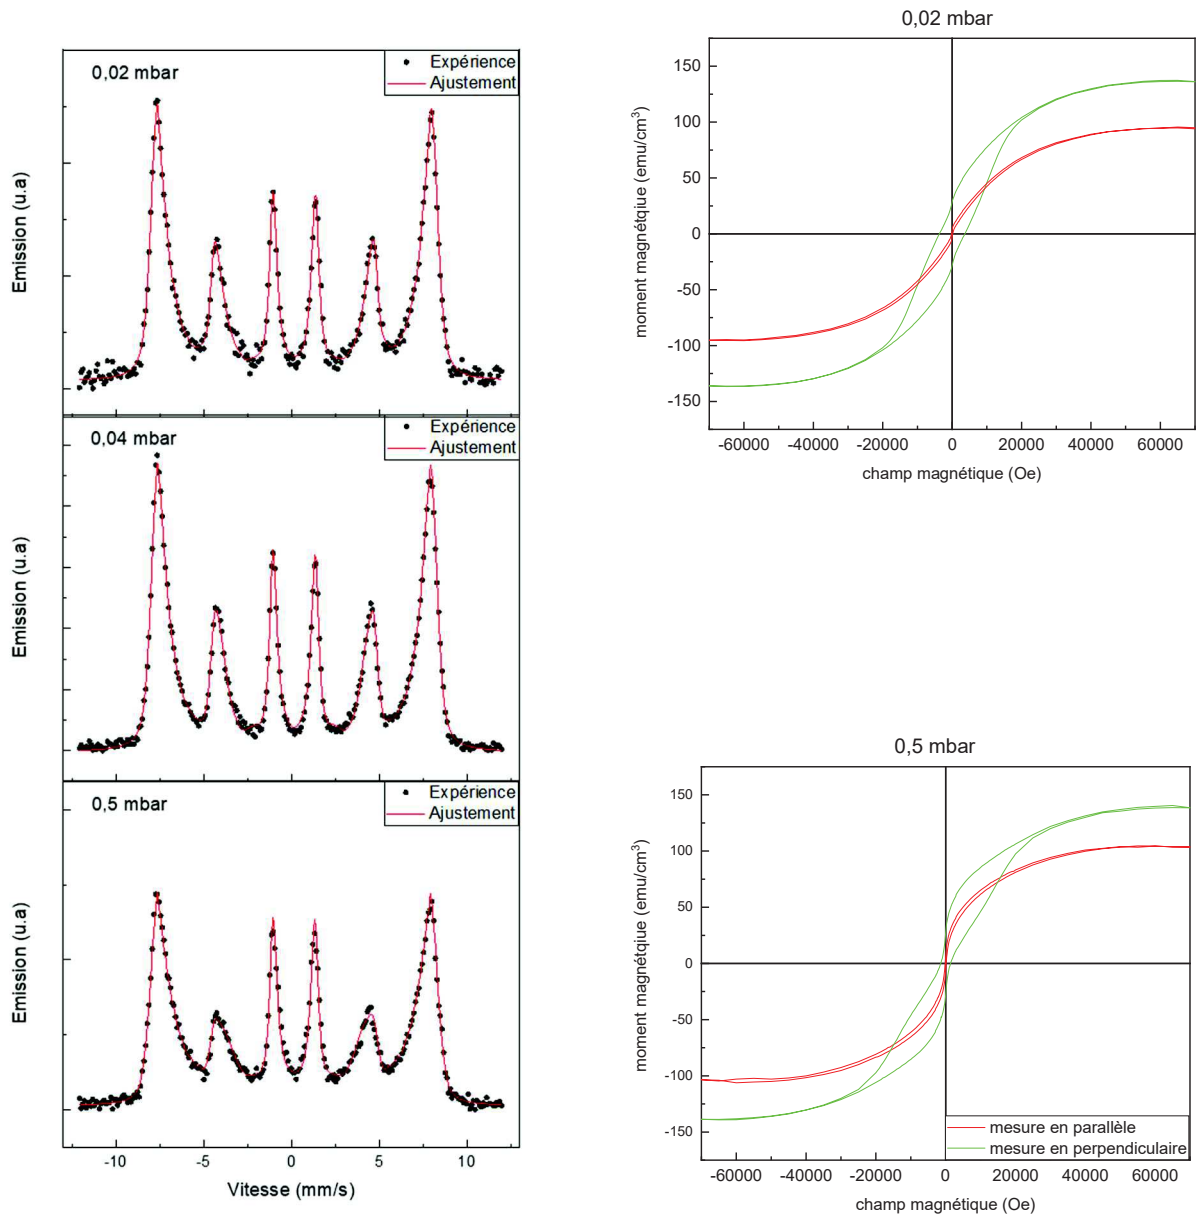 0,02 mbar
Expérience
Ajustement
Emission (u.a)
0,04 mbar
Expérience
Ajustement
Emission (u.a)
0,5 mbar
Expérience
Ajustement
Emission (u.a)
-10 -5 0 5 10
Vitesse (mm/s)
0,02 mbar
150
100
50
0
-50
-100
-150
moment magnétqiue (emu/cm³)
-60000 -40000 -20000 0 20000 40000 60000
champ magnétique (Oe)
0,5 mbar
150
100
50
0
-50
-100
-150
moment magnétqiue (emu/cm³)
mesure en parallèle
mesure en perpendiculaire
-60000 -40000 -20000 0 20000 40000 60000
champ magnétique (Oe)